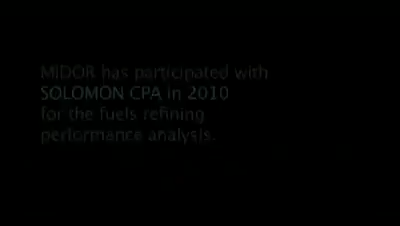 MIDOR has participated with
SOLOMON CPA in 2010
for the fuels refining
performance analysis.